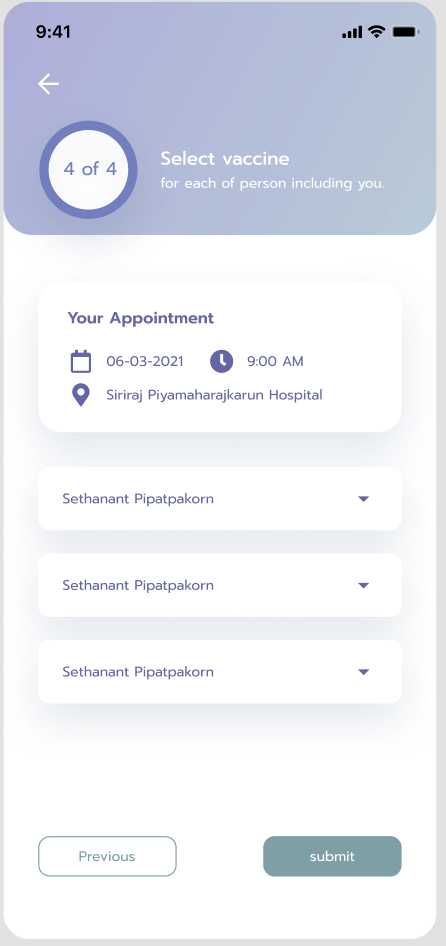 9:41
4 of 4
Select vaccine
for each of person including you.
Your Appointment
06-03-2021 9:00 AM
Siriraj Piyamaharajkarun Hospital
Sethanant Pipatpakorn
Sethanant Pipatpakorn
Sethanant Pipatpakorn
Previous submit